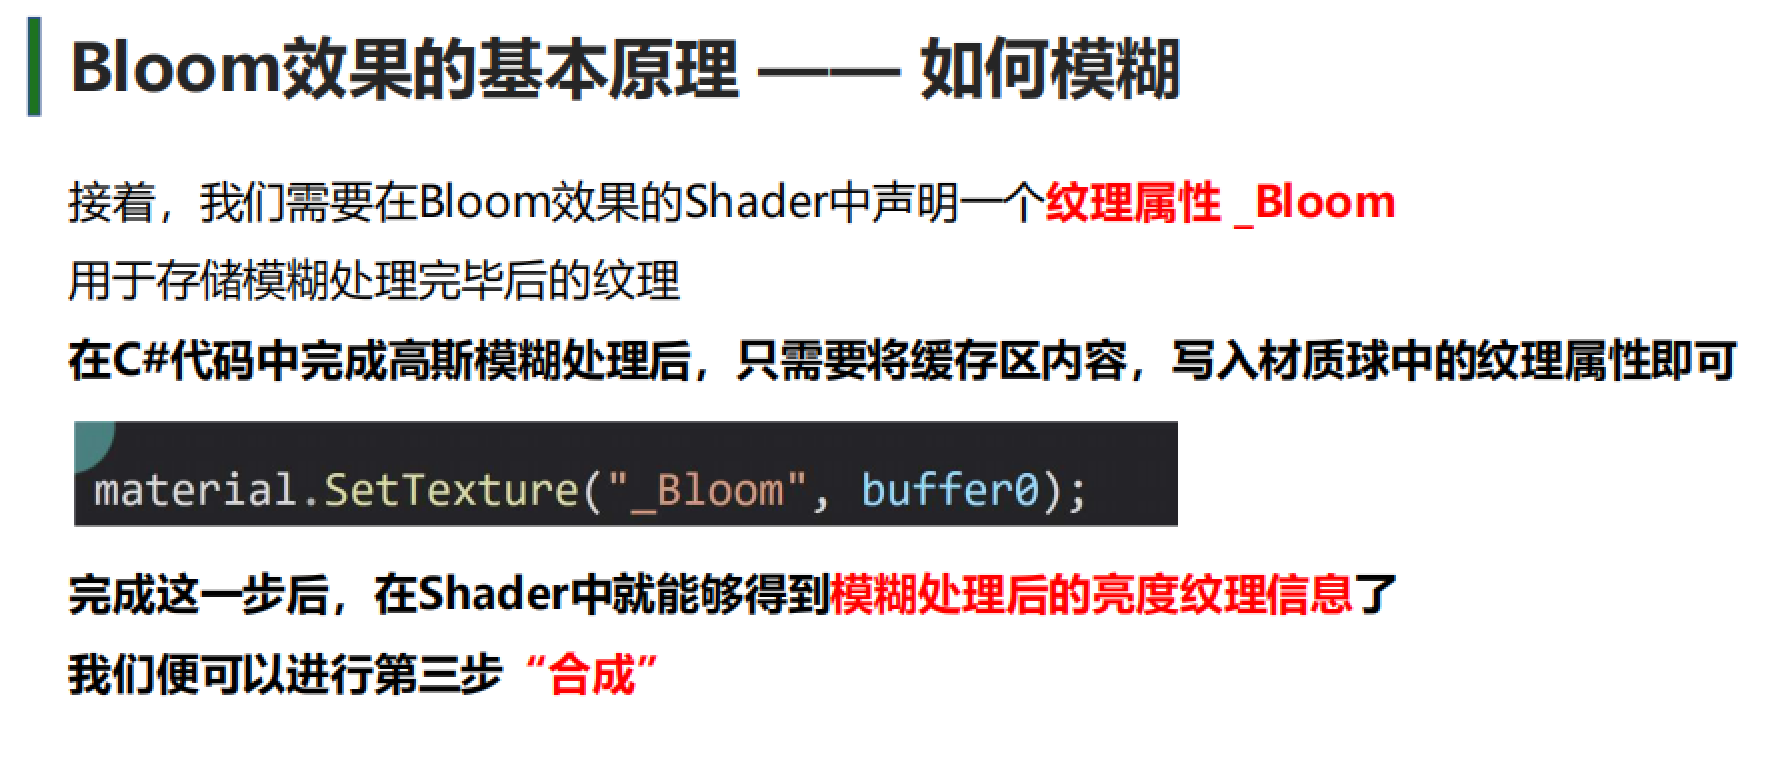 Bloom效果的基本原理 —— 如何模糊
接着，我们需要在Bloom效果的Shader中声明一个纹理属性 _Bloom
用于存储模糊处理完毕后的纹理
在C#代码中完成高斯模糊处理后，只需要将缓存区内容，写入材质球中的纹理属性即可
material.SetTexture("_Bloom", buffer0);
完成这一步后，在Shader中就能够得到模糊处理后的亮度纹理信息了
我们便可以进行第三步“合成”